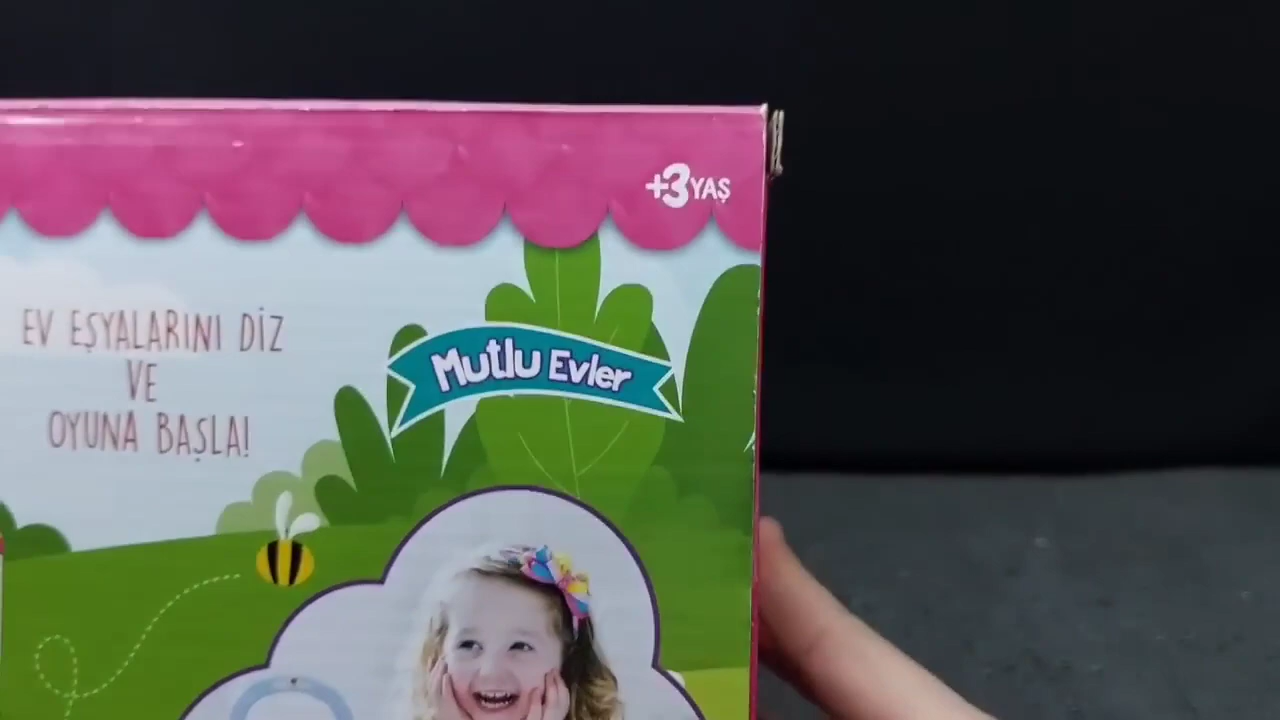 +3 YAŞ
EV EŞYALARINI DİZ
VE
OYUNA BAŞLA!
Mutlu Evler